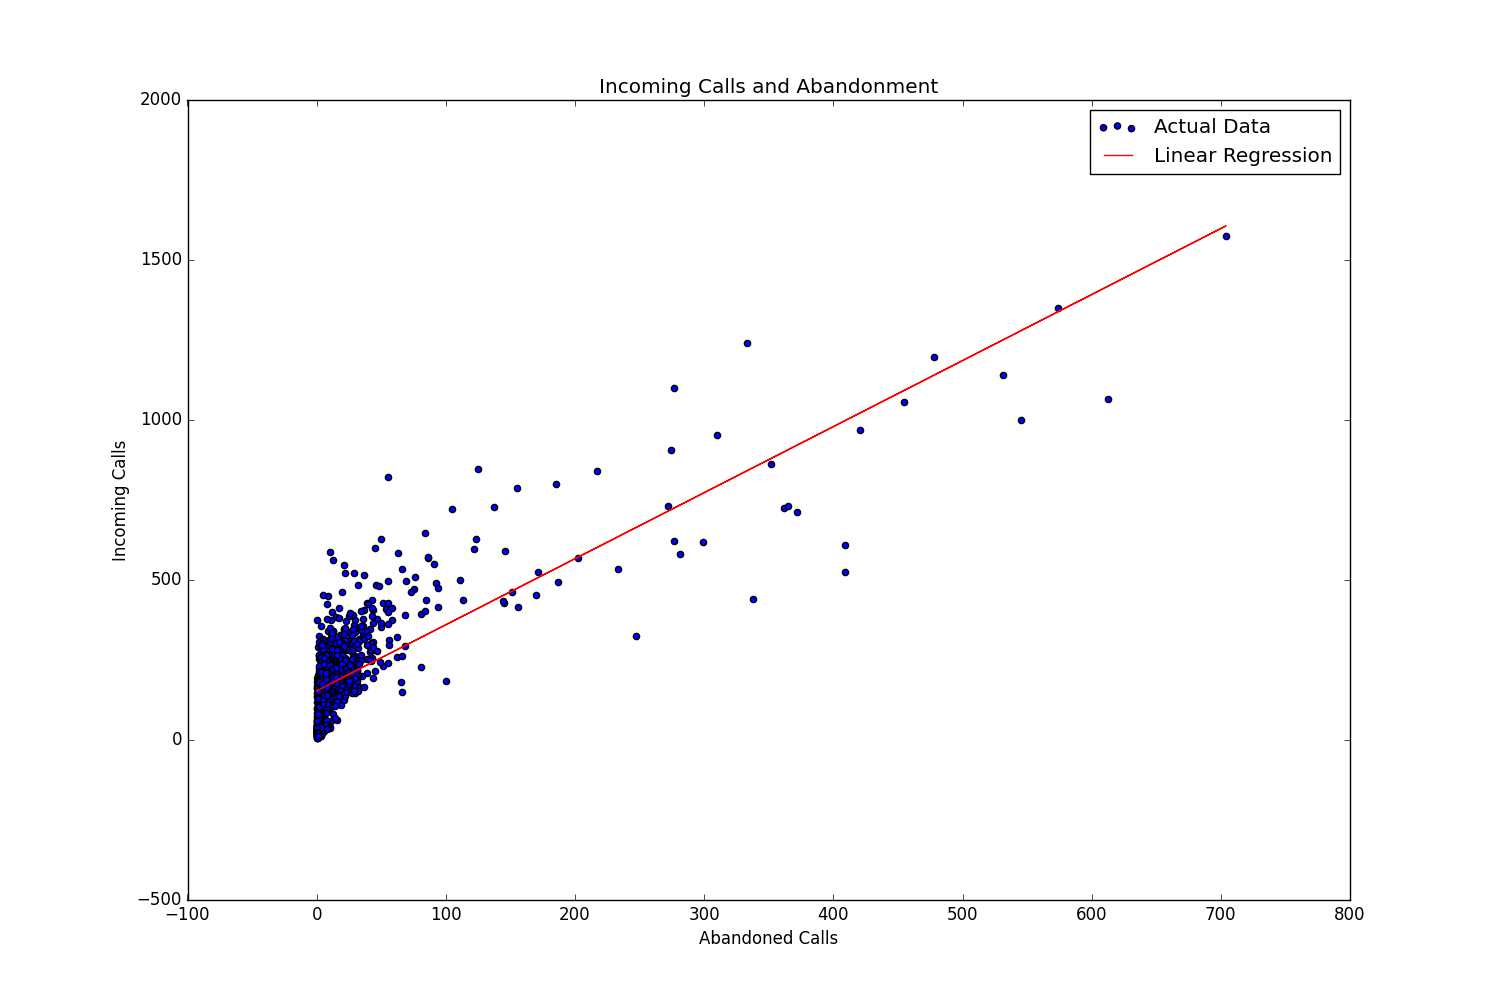 Incoming Calls and Abandonment
Actual Data
Linear Regression
2000
1500
1000
500
0
−500
Incoming Calls
−100 0 100 200 300 400 500 600 700 800
Abandoned Calls